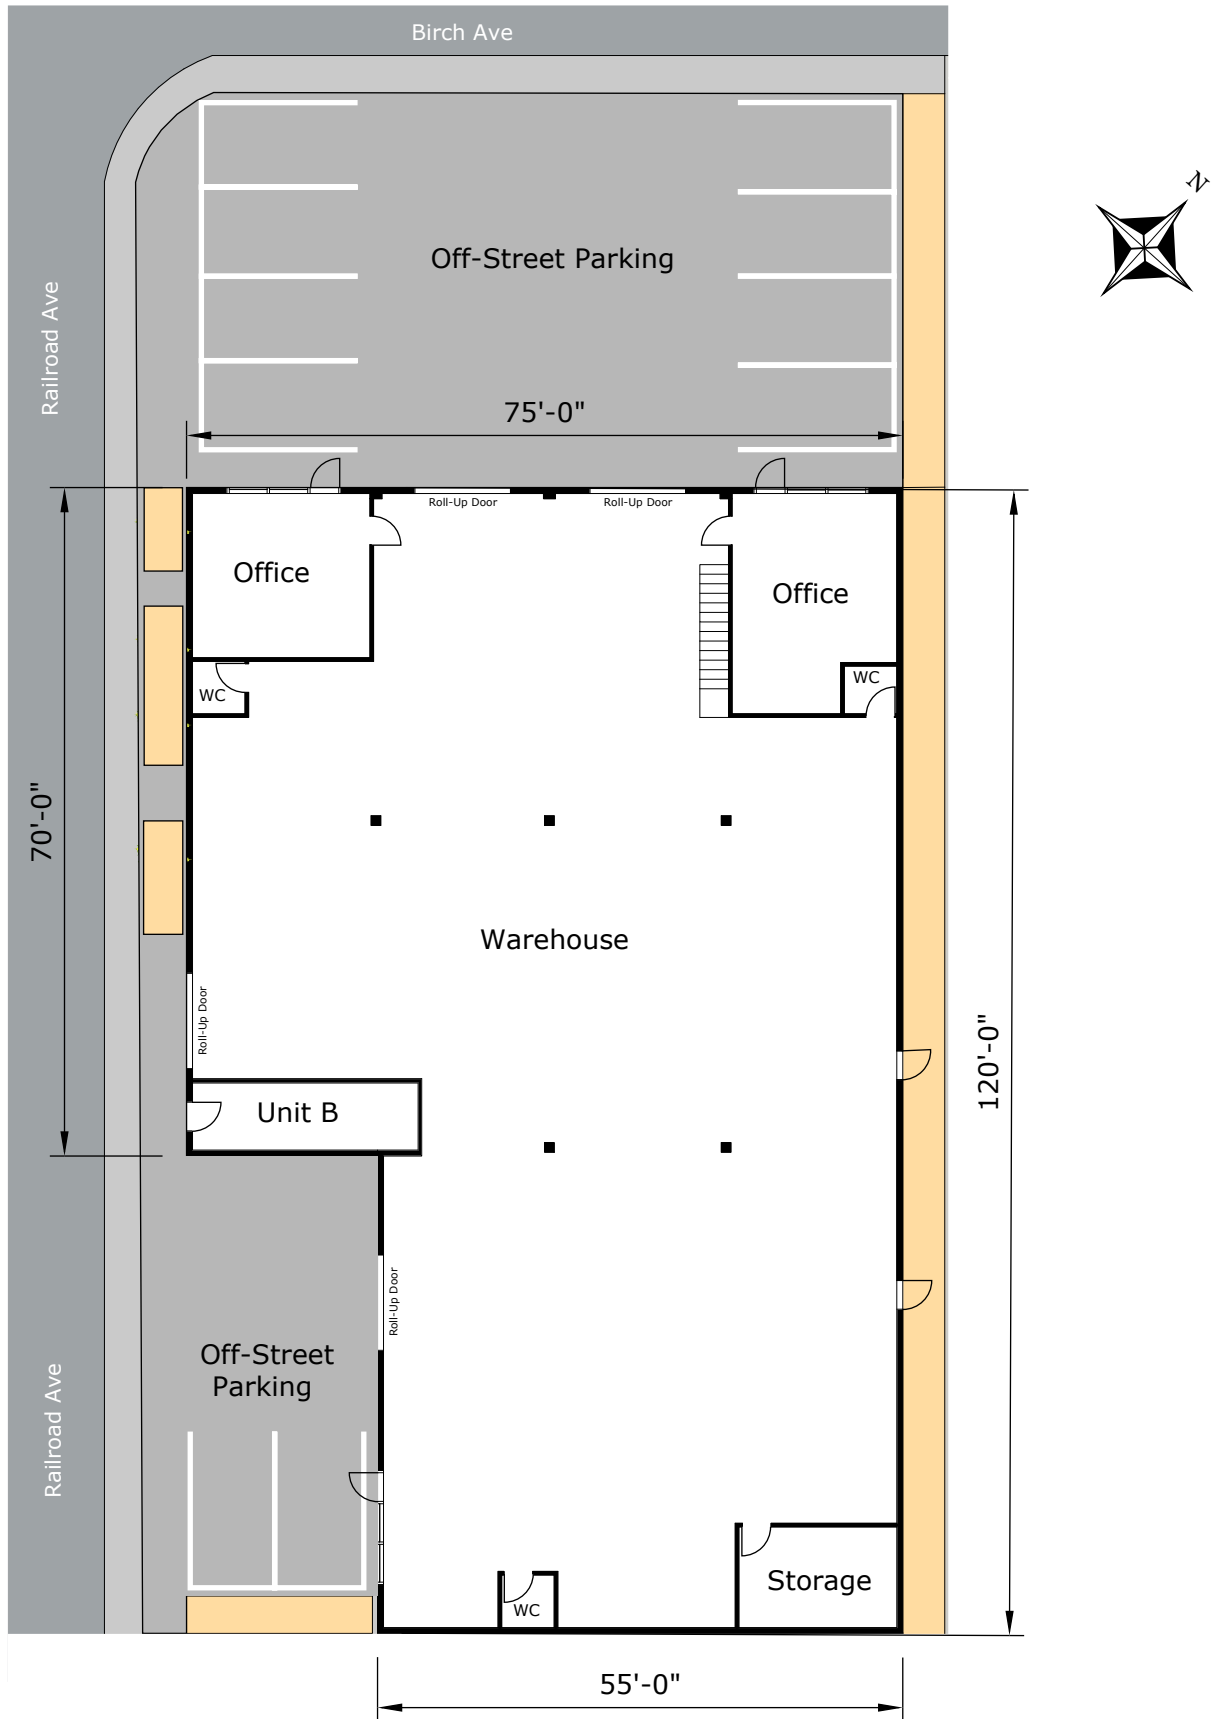 Birch Ave
N
Off-Street Parking
Railroad Ave
75'-0"
Roll-Up Door
Roll-Up Door
Office
Office
WC
WC
70'-0"
Warehouse
Roll-Up Door
120'-0"
Unit B
Roll-Up Door
Off-Street
Parking
Railroad Ave
Storage
WC
55'-0"